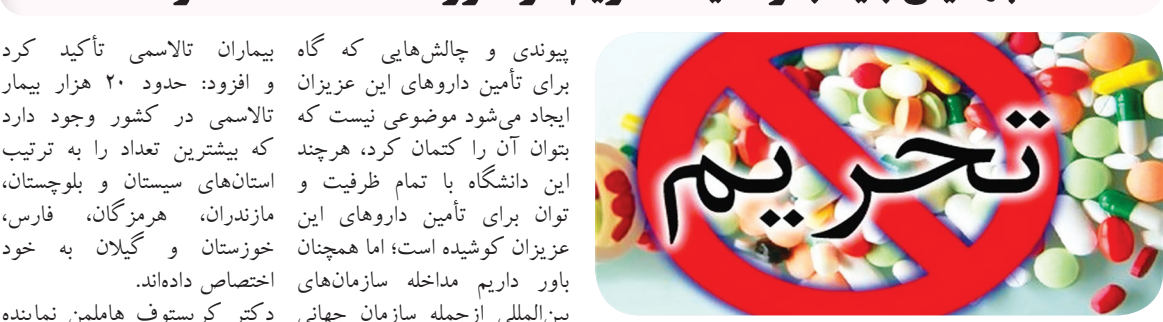 تحریم
پیوندی و چالش‌هایی که گاه
برای تأمین داروهای این عزیزان
ایجاد می‌شود موضوعی نیست که
بتوان آن را کتمان کرد، هرچند
این دانشگاه با تمام ظرفیت و
توان برای تأمین داروهای این
عزیزان کوشیده است؛ اما همچنان
باور داریم مداخله سازمان‌های
بین‌المللی ازجمله سازمان جهانی
بیماران تالاسمی تأکید کرد
و افزود: حدود ۲۰ هزار بیمار
تالاسمی در کشور وجود دارد
که بیشترین تعداد را به ترتیب
استان‌های سیستان و بلوچستان،
مازندران، هرمزگان، فارس،
خوزستان و گیلان به خود
اختصاص داده‌اند.
دکتر کریستوف هاملمن نماینده